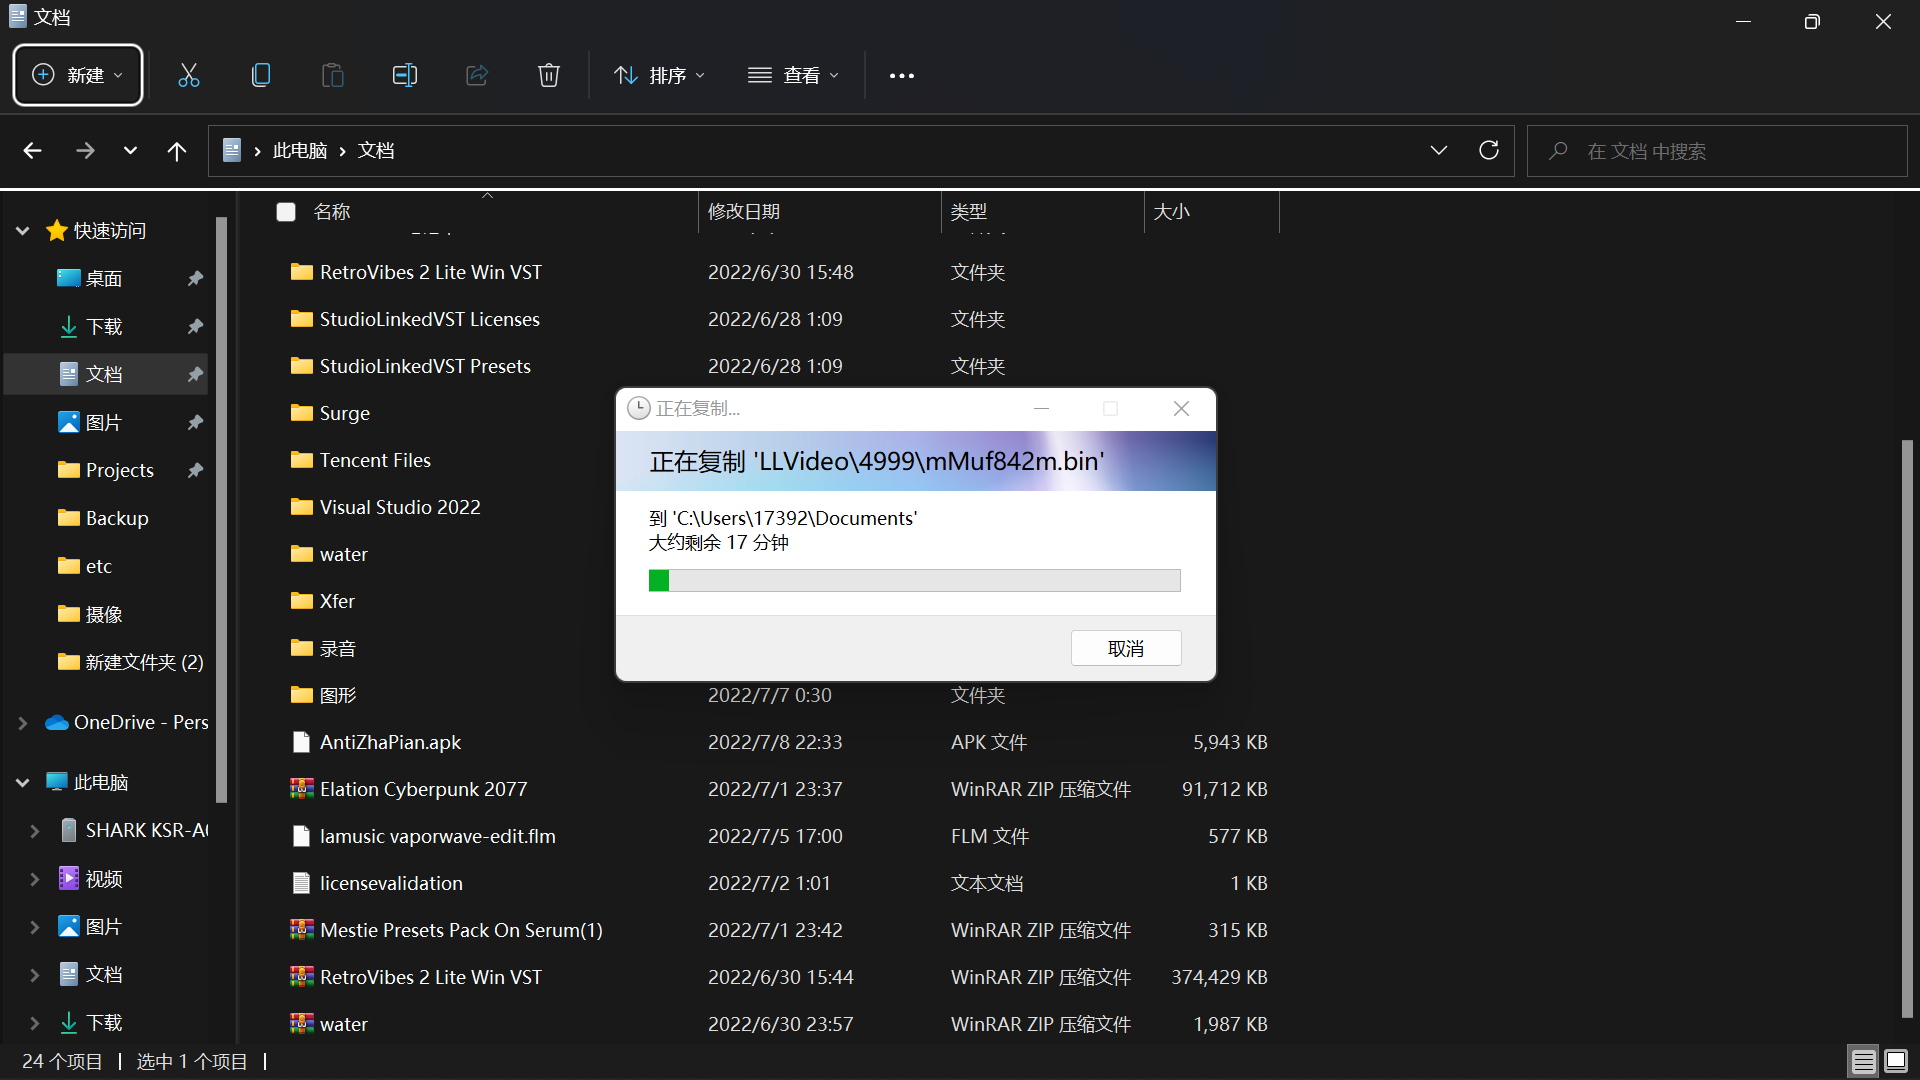 文档
新建
排序
查看
此电脑
文档
在 文档 中搜索
快速访问
桌面
下载
文档
图片
Projects
Backup
etc
摄像
新建文件夹 (2)
OneDrive - Pers
此电脑
SHARK KSR-A
视频
图片
文档
下载
名称 修改日期 类型 大小
RetroVibes 2 Lite Win VST 2022/6/30 15:48 文件夹
StudioLinkedVST Licenses 2022/6/28 1:09 文件夹
StudioLinkedVST Presets 2022/6/28 1:09 文件夹
Surge
Tencent Files
Visual Studio 2022
water
Xfer
录音
图形 2022/7/7 0:30 文件夹
AntiZhaPian.apk 2022/7/8 22:33 APK 文件 5,943 KB
Elation Cyberpunk 2077 2022/7/1 23:37 WinRAR ZIP 压缩文件 91,712 KB
lamusic vaporwave-edit.flm 2022/7/5 17:00 FLM 文件 577 KB
licensevalidation 2022/7/2 1:01 文本文档 1 KB
Mestie Presets Pack On Serum(1) 2022/7/1 23:42 WinRAR ZIP 压缩文件 315 KB
RetroVibes 2 Lite Win VST 2022/6/30 15:44 WinRAR ZIP 压缩文件 374,429 KB
water 2022/6/30 23:57 WinRAR ZIP 压缩文件 1,987 KB
正在复制...
正在复制 'LLVideo\4999\mMuf842m.bin'
到 'C:\Users\17392\Documents'
大约剩余 17 分钟
取消
24 个项目 选中 1 个项目